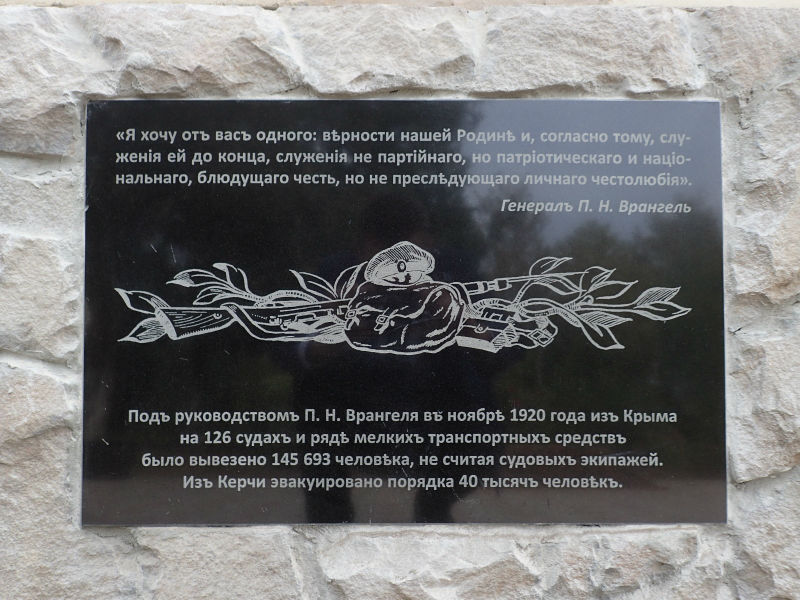 «Я хочу отъ васъ одного: вѣрности нашей Родинѣ и, согласно тому, слу-
женія ей до конца, служенія не партійнаго, но патріотическаго и націо-
нальнаго, блюдущаго честь, но не преслѣдующаго личнаго честолюбія».
Генералъ П. Н. Врангель
Подъ руководствомъ П. Н. Врангеля въ ноябрѣ 1920 года изъ Крыма
на 126 судахъ и рядѣ мелкихъ транспортныхъ средствъ
было вывезено 145 693 человѣка, не считая судовыхъ экипажей.
Изъ Керчи эвакуировано порядка 40 тысячъ человѣкъ.